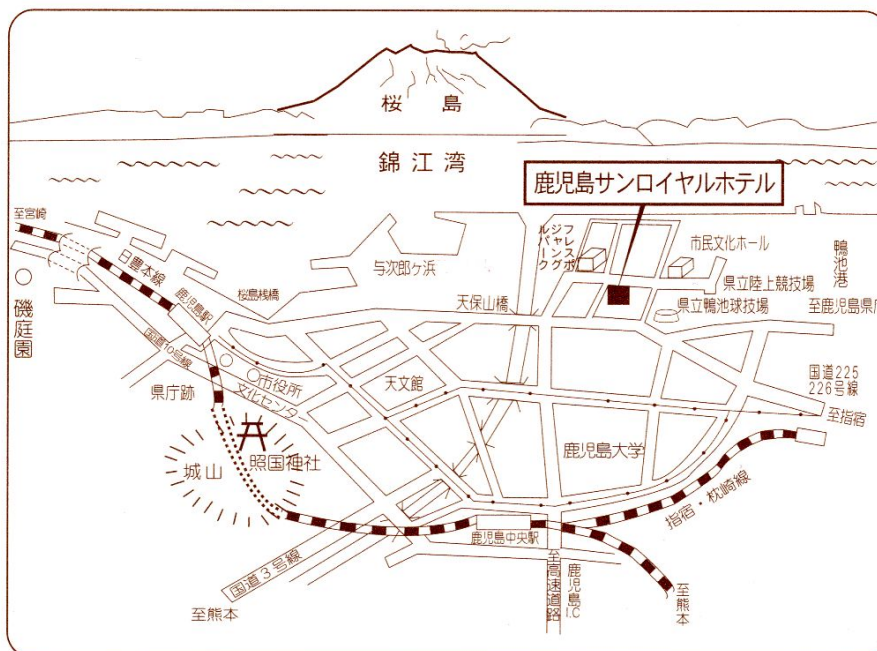 桜島
錦江湾
鹿児島サンロイヤルホテル
至宮崎
日豊本線
鹿児島駅
磯庭園
国道10号線
桜島桟橋
与次郎ヶ浜
ジャングルパーク
フレスポ
市民文化ホール
鴨池港
県立陸上競技場
県立鴨池球技場
至鹿児島県庁
天保山橋
国道225
226号線
至指宿
県庁跡
市役所
文化センター
天文館
鹿児島大学
城山
照国神社
指宿・枕崎線
鹿児島中央駅
国道3号線
至熊本
至高速道路
鹿児島I.C
至熊本